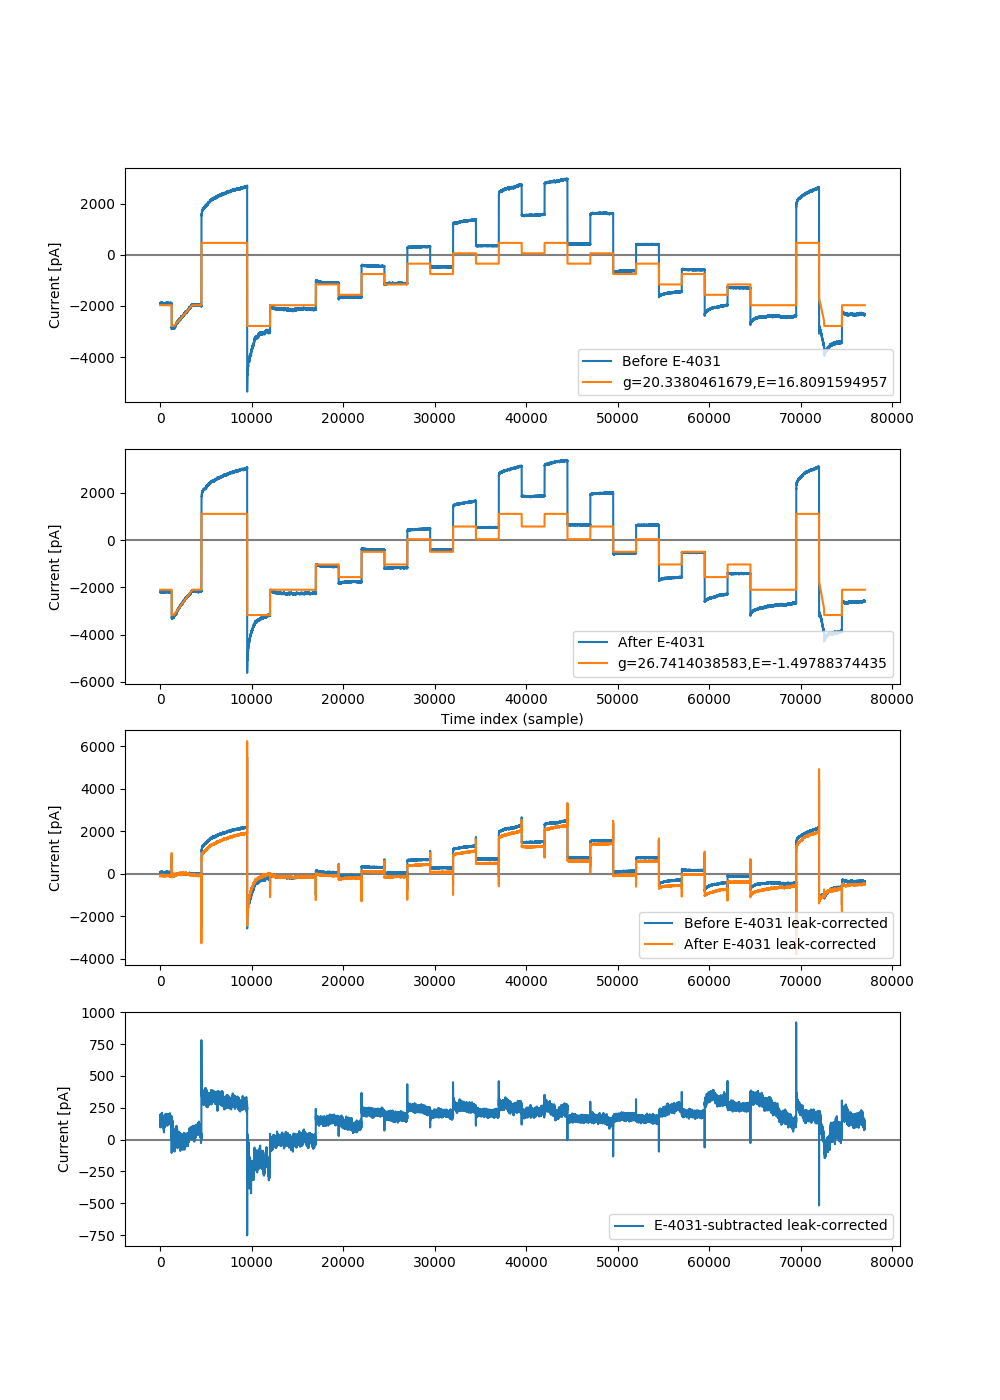 2000
0
−2000
−4000
Current [pA]
Before E-4031
g=20.3380461679,E=16.8091594957
0 10000 20000 30000 40000 50000 60000 70000 80000
2000
0
−2000
−4000
−6000
Current [pA]
After E-4031
g=26.7414038583,E=-1.49788374435
0 10000 20000 30000 40000 50000 60000 70000 80000
Time index (sample)
6000
4000
2000
0
−2000
−4000
Current [pA]
Before E-4031 leak-corrected
After E-4031 leak-corrected
0 10000 20000 30000 40000 50000 60000 70000 80000
1000
750
500
250
0
−250
−500
−750
Current [pA]
E-4031-subtracted leak-corrected
0 10000 20000 30000 40000 50000 60000 70000 80000